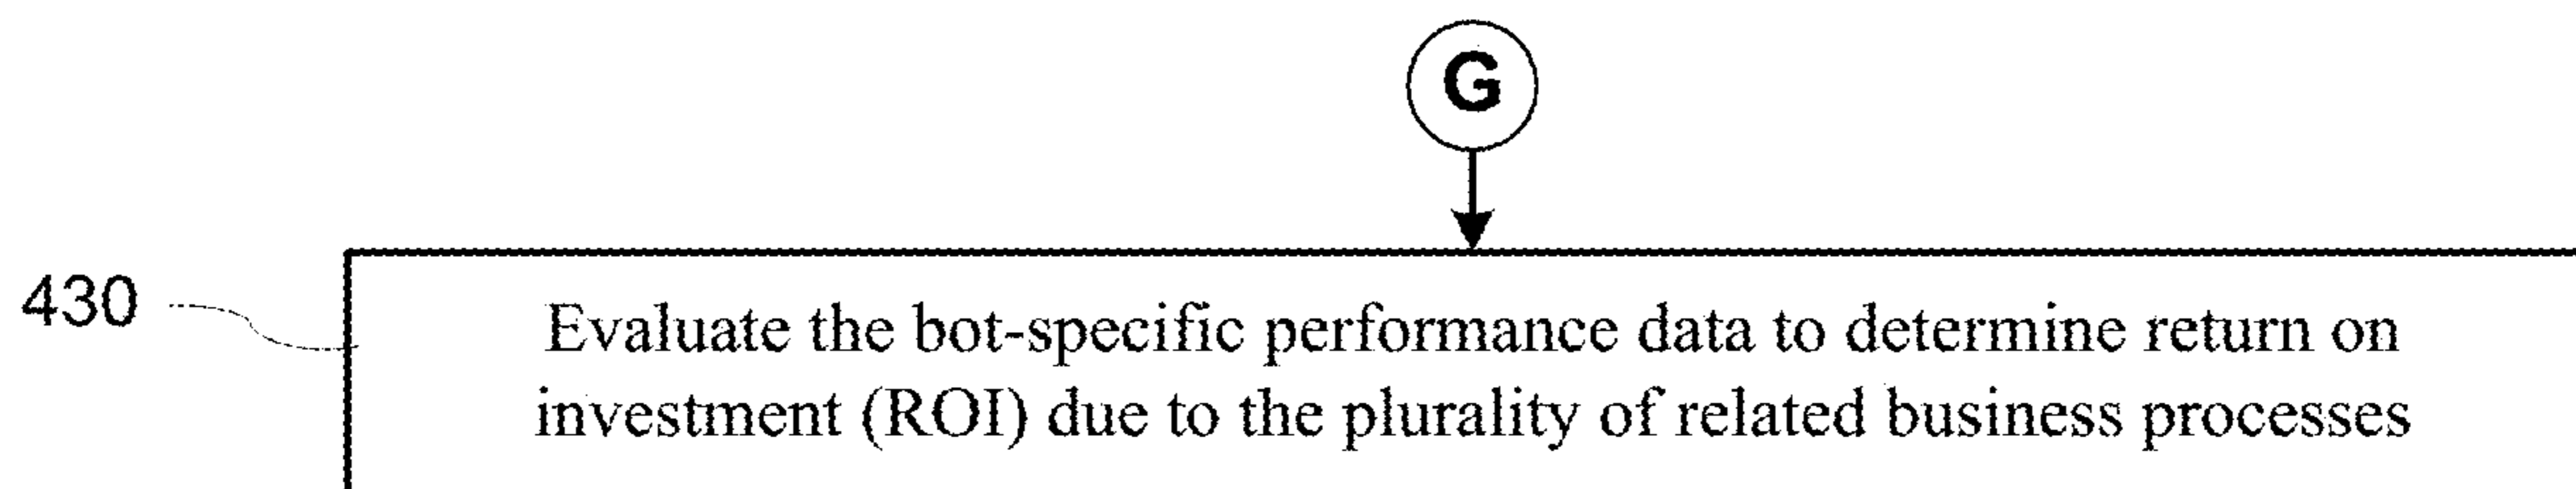 G
430
Evaluate the bot-specific performance data to determine return on
investment (ROI) due to the plurality of related business processes